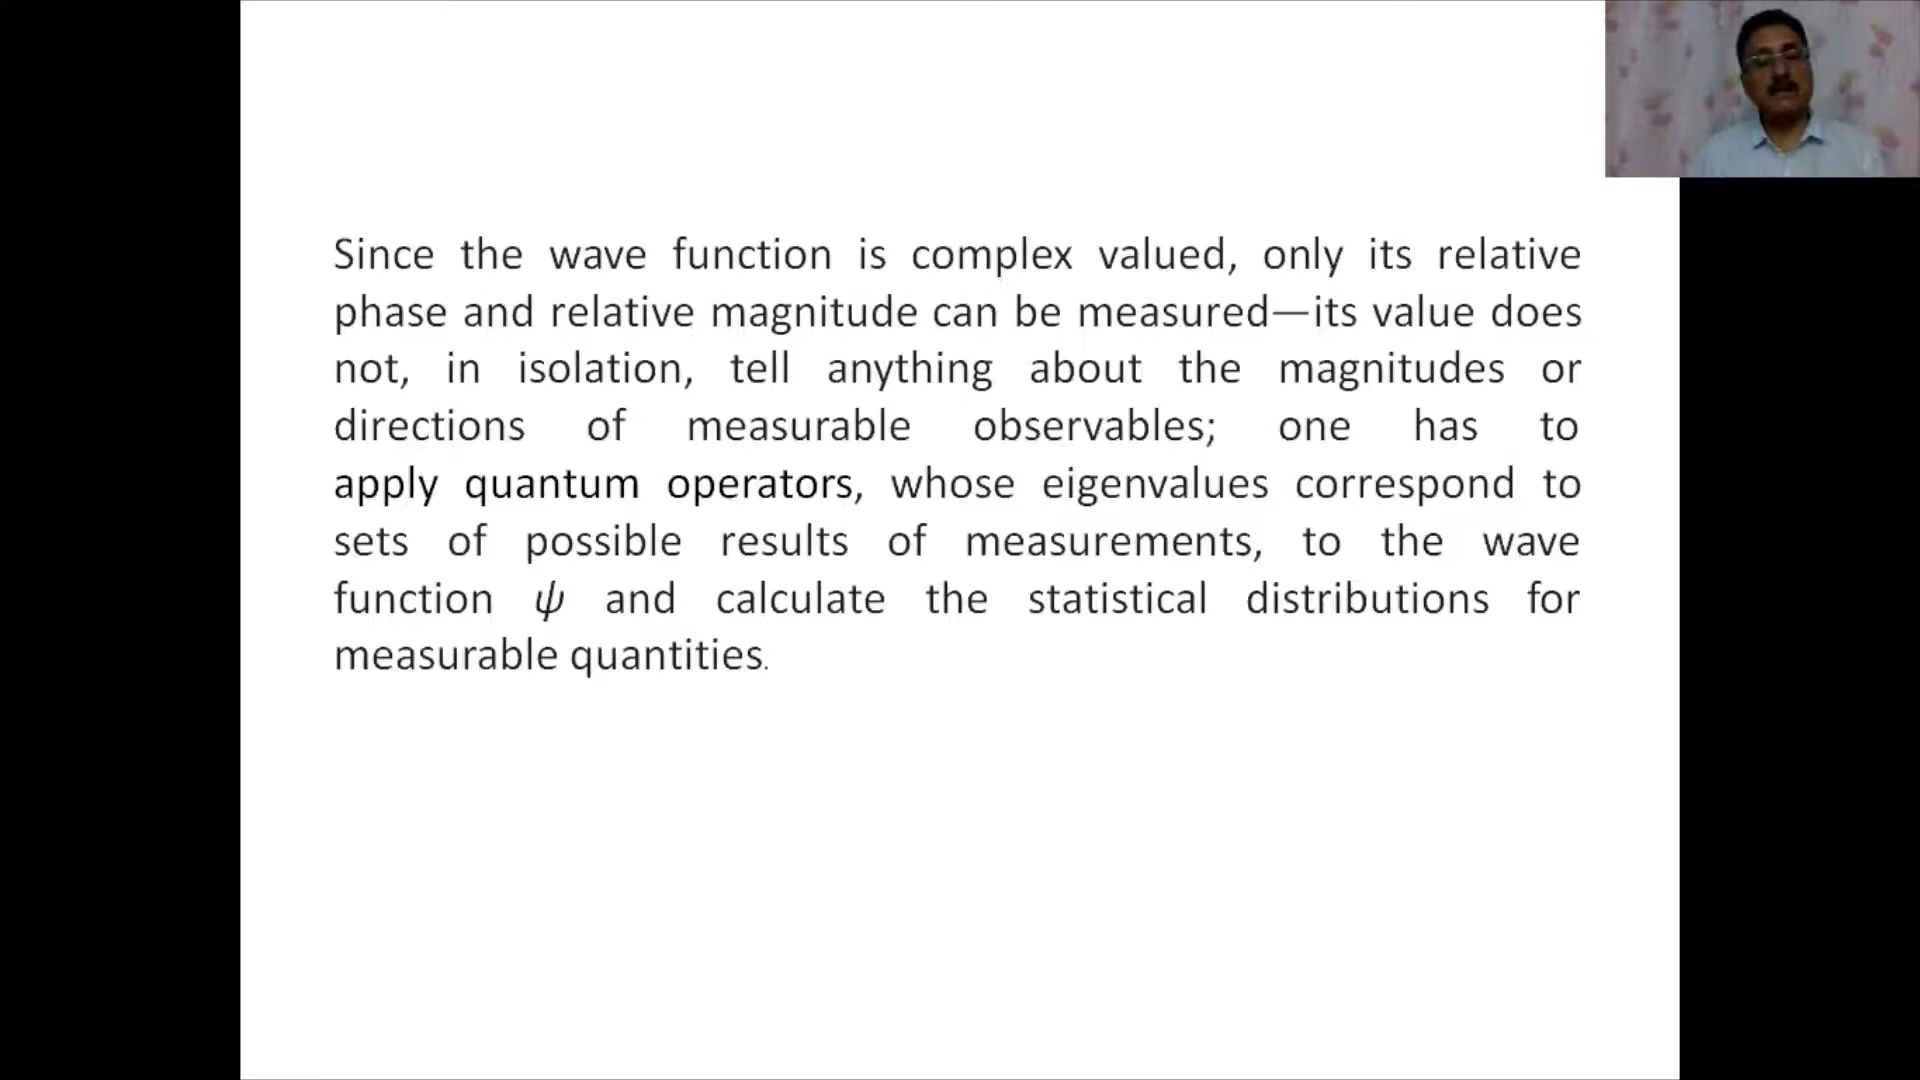 Since the wave function is complex valued, only its relative
phase and relative magnitude can be measured—its value does
not, in isolation, tell anything about the magnitudes or
directions of measurable observables; one has to
apply quantum operators, whose eigenvalues correspond to
sets of possible results of measurements, to the wave
function ψ and calculate the statistical distributions for
measurable quantities.